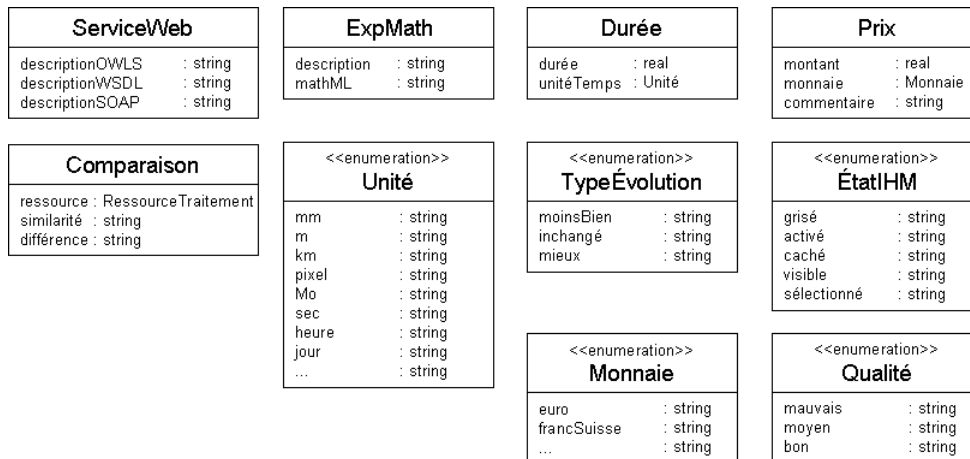 ServiceWeb
descriptionOWLS : string
descriptionWSDL : string
descriptionSOAP : string
ExpMath
description : string
mathML : string
Durée
durée : real
unitéTemps : Unité
Prix
montant : real
monnaie : Monnaie
commentaire : string
Comparaison
ressource : RessourceTraitement
similarité : string
différence : string
<<enumeration>>
Unité
mm : string
m : string
km : string
pixel : string
Mo : string
sec : string
heure : string
jour : string
... : string
<<enumeration>>
TypeÉvolution
moinsBien : string
inchangé : string
mieux : string
<<enumeration>>
ÉtatIHM
grisé : string
activé : string
caché : string
visible : string
sélectionné : string
<<enumeration>>
Monnaie
euro : string
francSuisse : string
... : string
<<enumeration>>
Qualité
mauvais : string
moyen : string
bon : string